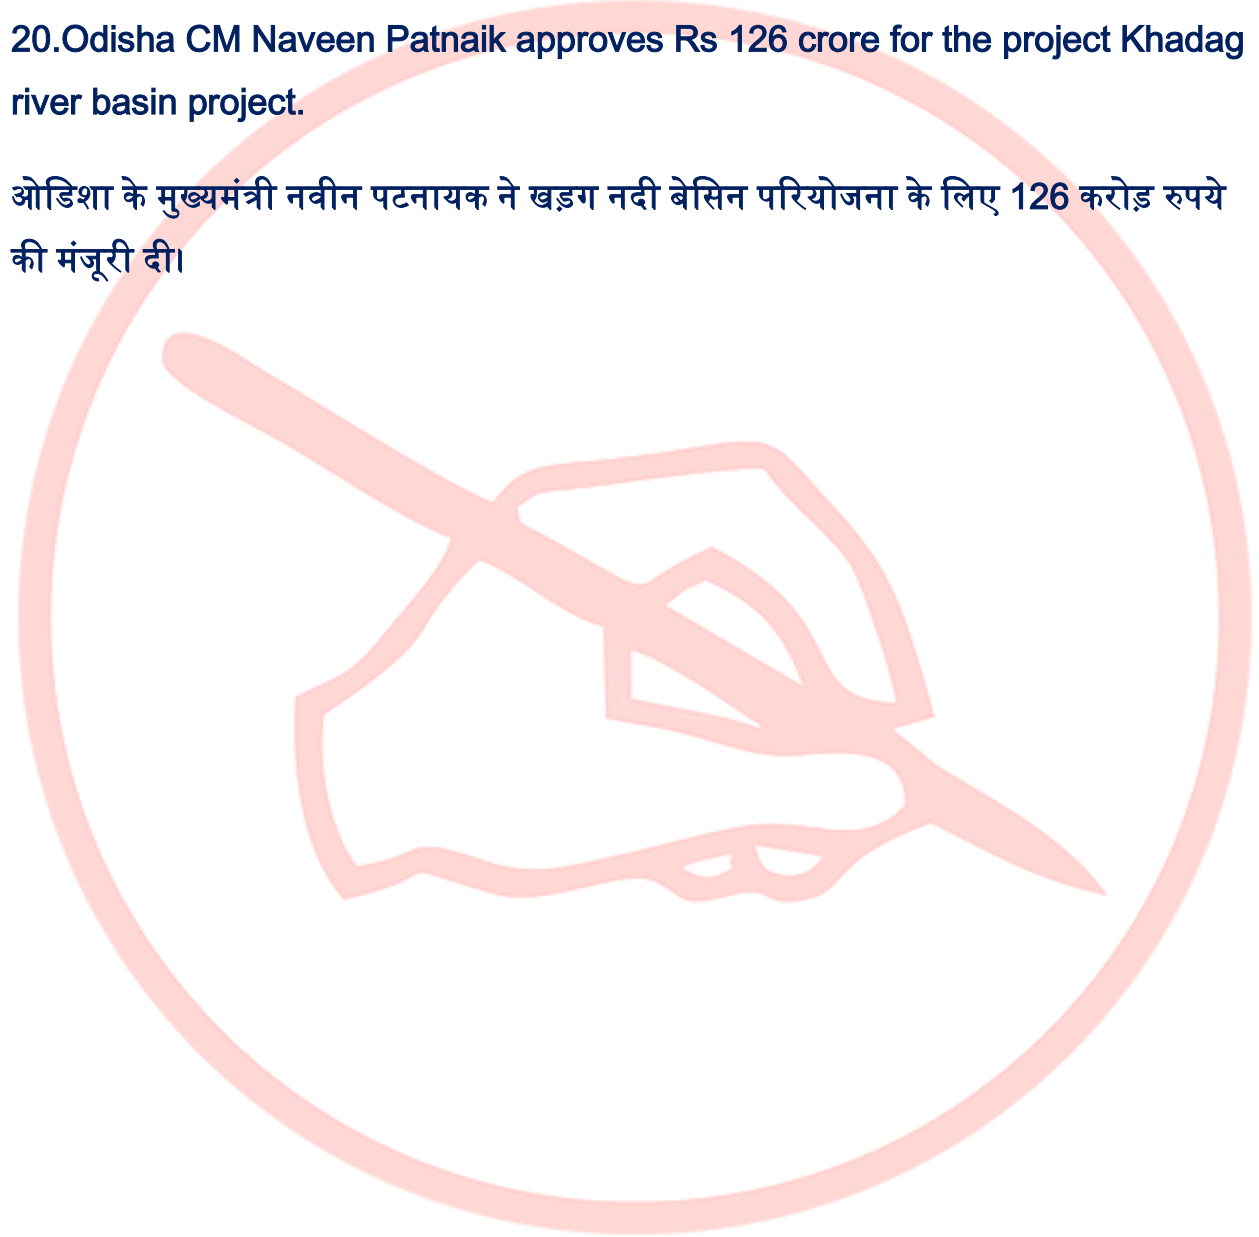 20.Odisha CM Naveen Patnaik approves Rs 126 crore for the project Khadag
river basin project.
ओडिशा के मुख्यमंत्री नवीन पटनायक ने खड़ग नदी बेसिन परियोजना के लिए 126 करोड़ रुपये
की मंजूरी दी।